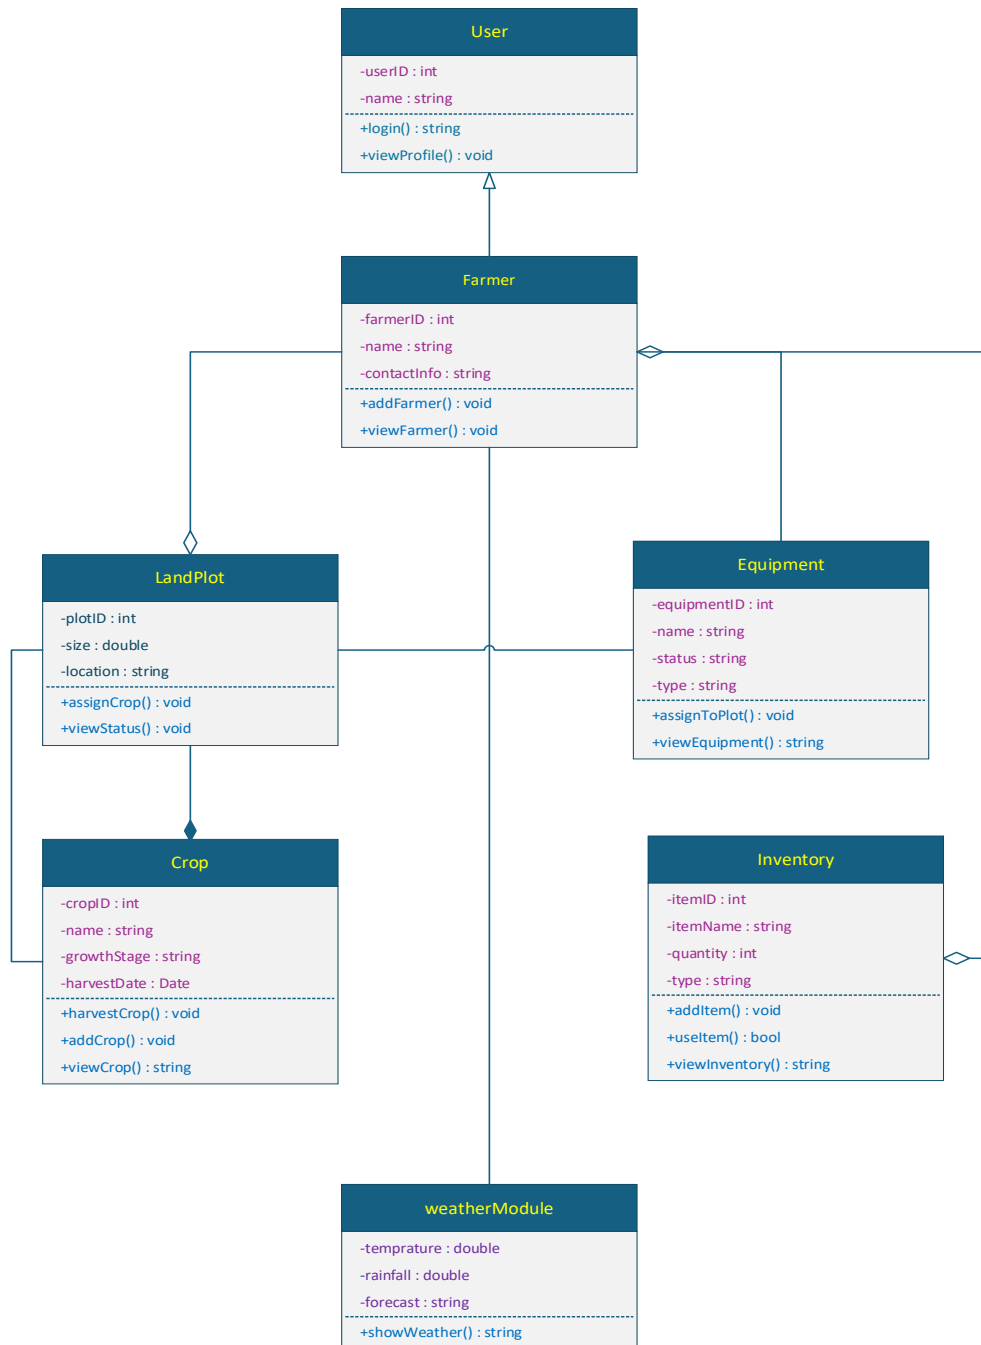 User
-userID : int
-name : string
+login() : string
+viewProfile() : void
Farmer
-farmerID : int
-name : string
-contactInfo : string
+addFarmer() : void
+viewFarmer() : void
LandPlot
-plotID : int
-size : double
-location : string
+assignCrop() : void
+viewStatus() : void
Equipment
-equipmentID : int
-name : string
-status : string
-type : string
+assignToPlot() : void
+viewEquipment() : string
Crop
-cropID : int
-name : string
-growthStage : string
-harvestDate : Date
+harvestCrop() : void
+addCrop() : void
+viewCrop() : string
Inventory
-itemID : int
-itemName : string
-quantity : int
-type : string
+addItem() : void
+useItem() : bool
+viewInventory() : string
weatherModule
-temprature : double
-rainfall : double
-forecast : string
+showWeather() : string